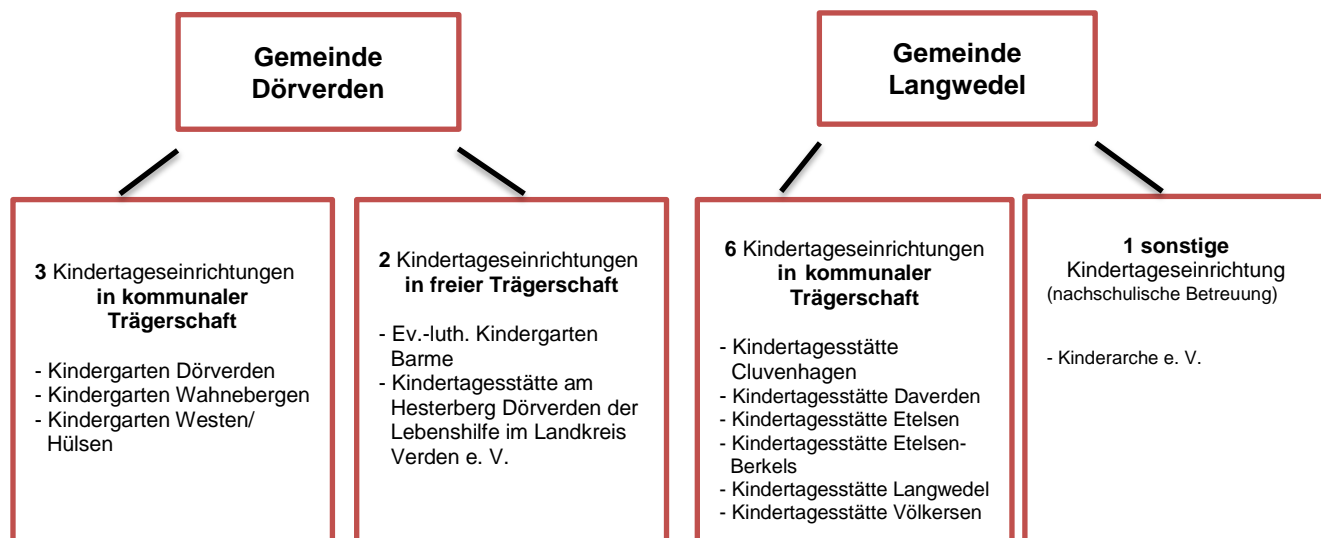 Gemeinde
Dörverden
Gemeinde
Langwedel
3 Kindertageseinrichtungen
in kommunaler
Trägerschaft
- Kindergarten Dörverden
- Kindergarten Wahnebergen
- Kindergarten Westen/
Hülsen
2 Kindertageseinrichtungen
in freier Trägerschaft
- Ev.-luth. Kindergarten
Barme
- Kindertagesstätte am
Hesterberg Dörverden der
Lebenshilfe im Landkreis
Verden e. V.
6 Kindertageseinrichtungen
in kommunaler
Trägerschaft
- Kindertagesstätte
Cluvenhagen
- Kindertagesstätte Daverden
- Kindertagesstätte Etelsen
- Kindertagesstätte Etelsen-
Berkels
- Kindertagesstätte Langwedel
- Kindertagesstätte Völkersen
1 sonstige
Kindertageseinrichtung
(nachschulische Betreuung)
- Kinderarche e. V.